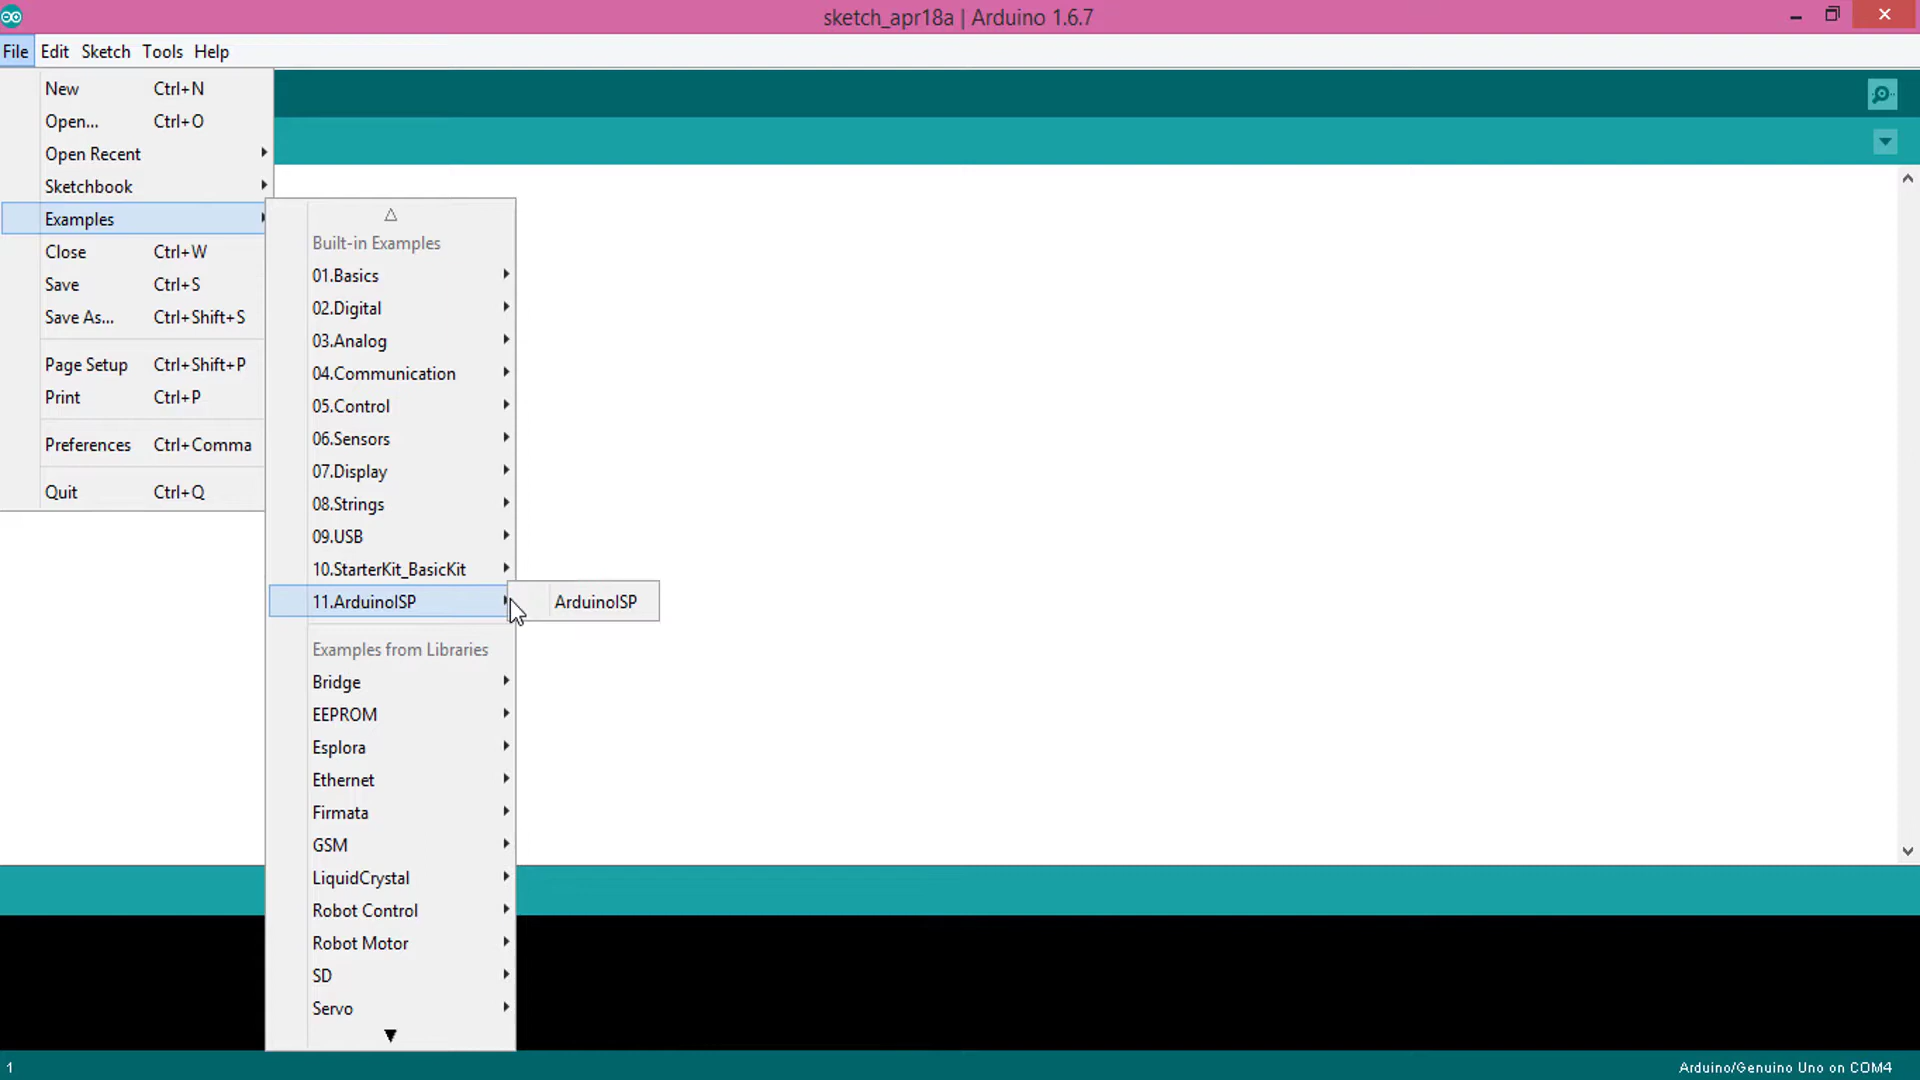 sketch_apr18a | Arduino 1.6.7
File Edit Sketch Tools Help
New Ctrl+N
Open... Ctrl+O
Open Recent
Sketchbook
Examples
Close Ctrl+W
Save Ctrl+S
Save As... Ctrl+Shift+S
Page Setup Ctrl+Shift+P
Print Ctrl+P
Preferences Ctrl+Comma
Quit Ctrl+Q
Built-in Examples
01.Basics
02.Digital
03.Analog
04.Communication
05.Control
06.Sensors
07.Display
08.Strings
09.USB
10.StarterKit_BasicKit
11.ArduinoISP
ArduinoISP
Examples from Libraries
Bridge
EEPROM
Esplora
Ethernet
Firmata
GSM
LiquidCrystal
Robot Control
Robot Motor
SD
Servo
1
Arduino/Genuino Uno on COM4